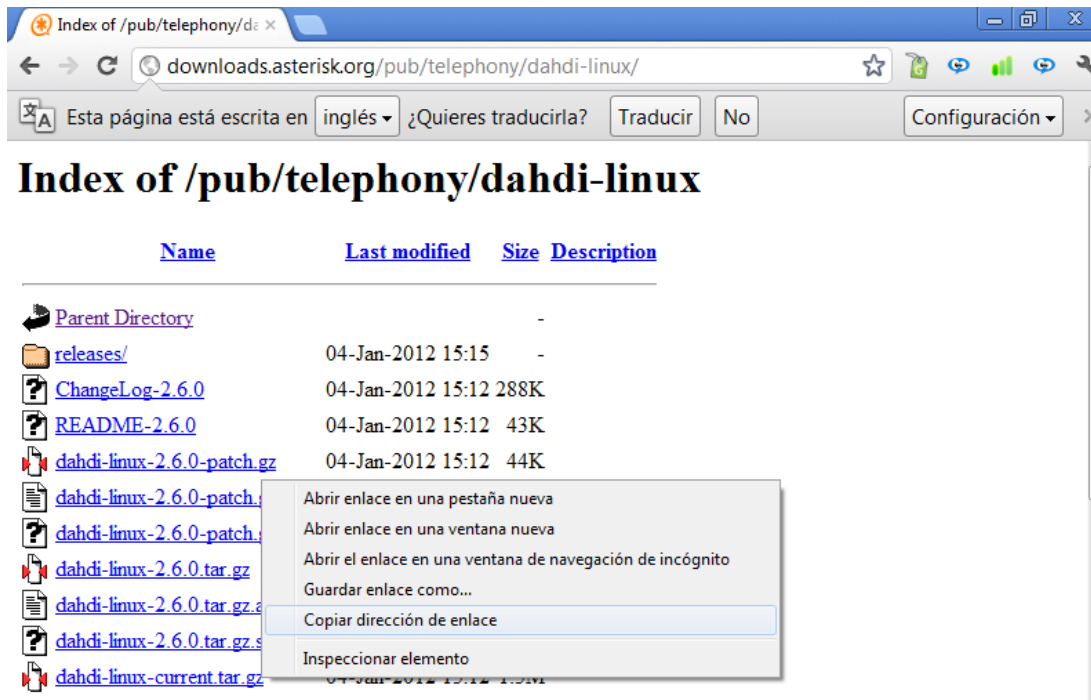 Index of /pub/telephony/da
downloads.asterisk.org/pub/telephony/dahdi-linux/
Esta página está escrita en inglés ¿Quieres traducirla? Traducir No Configuración
Index of /pub/telephony/dahdi-linux
Name Last modified Size Description
Parent Directory -
releases/ 04-Jan-2012 15:15 -
ChangeLog-2.6.0 04-Jan-2012 15:12 288K
README-2.6.0 04-Jan-2012 15:12 43K
dahdi-linux-2.6.0-patch.gz 04-Jan-2012 15:12 44K
dahdi-linux-2.6.0-patch.
dahdi-linux-2.6.0-patch.
dahdi-linux-2.6.0.tar.gz
dahdi-linux-2.6.0.tar.gz.a
dahdi-linux-2.6.0.tar.gz.s
dahdi-linux-current.tar.gz 04-Jan-2012 15:12 1.5M
Abrir enlace en una pestaña nueva
Abrir enlace en una ventana nueva
Abrir el enlace en una ventana de navegación de incógnito
Guardar enlace como...
Copiar dirección de enlace
Inspeccionar elemento